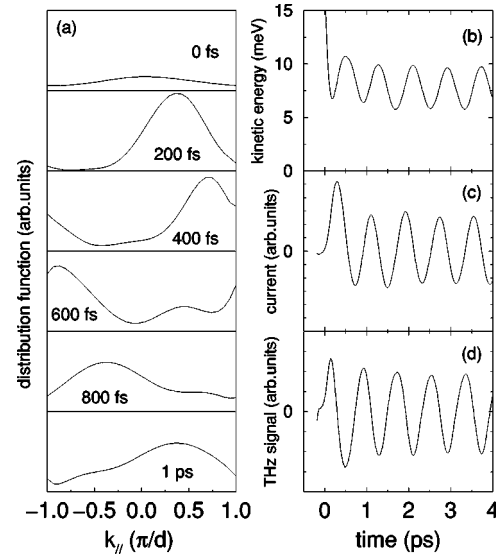 (a)
0 fs
200 fs
400 fs
600 fs
800 fs
1 ps
distribution function (arb.units)
−1.0 −0.5 0.0 0.5 1.0
k// (π/d)
(b)
15
10
5
0
kinetic energy (meV)
(c)
0
current (arb.units)
(d)
0
THz signal (arb.units)
0 1 2 3 4
time (ps)